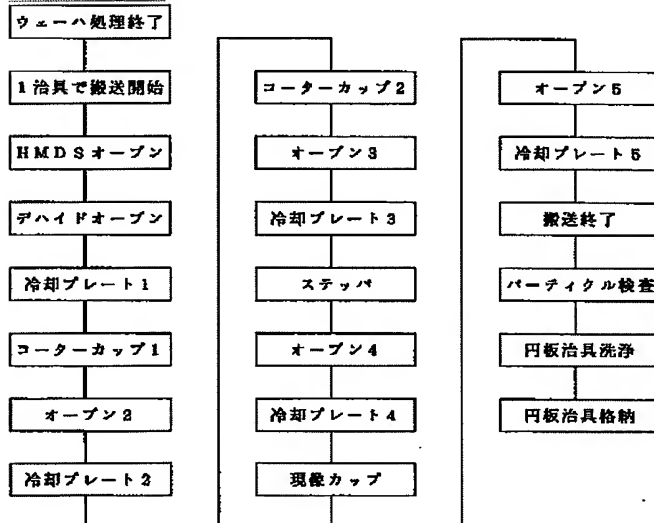 ウェーハ処理終了
1治具で搬送開始
HMDSオーブン
デハイドオーブン
冷却プレート1
コーターカップ1
オーブン2
冷却プレート2
コーターカップ2
オーブン3
冷却プレート3
ステッパ
オーブン4
冷却プレート4
現像カップ
オーブン5
冷却プレート5
搬送終了
パーティクル検査
円板治具洗浄
円板治具格納